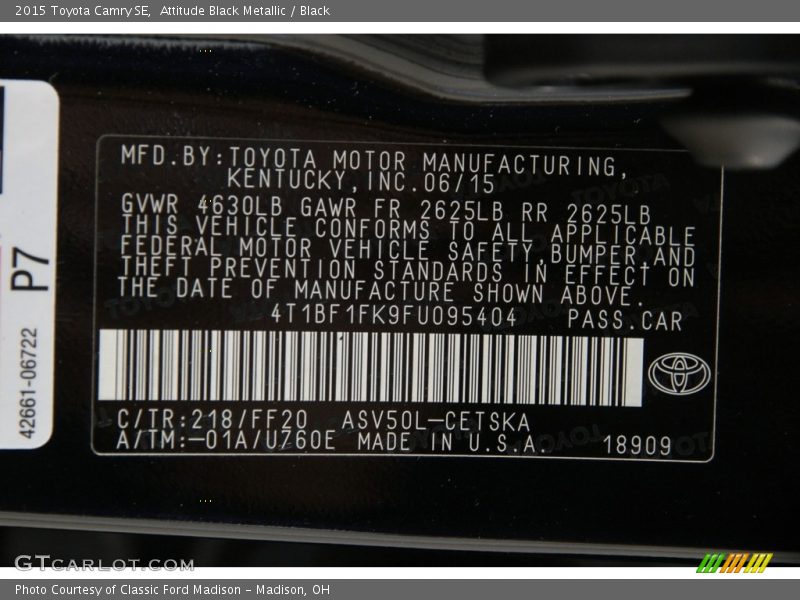 2015 Toyota Camry SE,  Attitude Black Metallic / Black
MFD.BY:TOYOTA MOTOR MANUFACTURING,
KENTUCKY,INC.06/15
GVWR 4630LB GAWR FR 2625LB RR 2625LB
THIS VEHICLE CONFORMS TO ALL APPLICABLE
FEDERAL MOTOR VEHICLE SAFETY,BUMPER,AND
THEFT PREVENTION STANDARDS IN EFFECT ON
THE DATE OF MANUFACTURE SHOWN ABOVE.
4T1BF1FK9FU095404 PASS.CAR
C/TR:218/FF20 ASV50L-CETSKA
A/TM:-01A/U760E MADE IN U.S.A. 18909
P7
42661-06722
GTCARLOT.COM
Photo Courtesy of Classic Ford Madison - Madison, OH